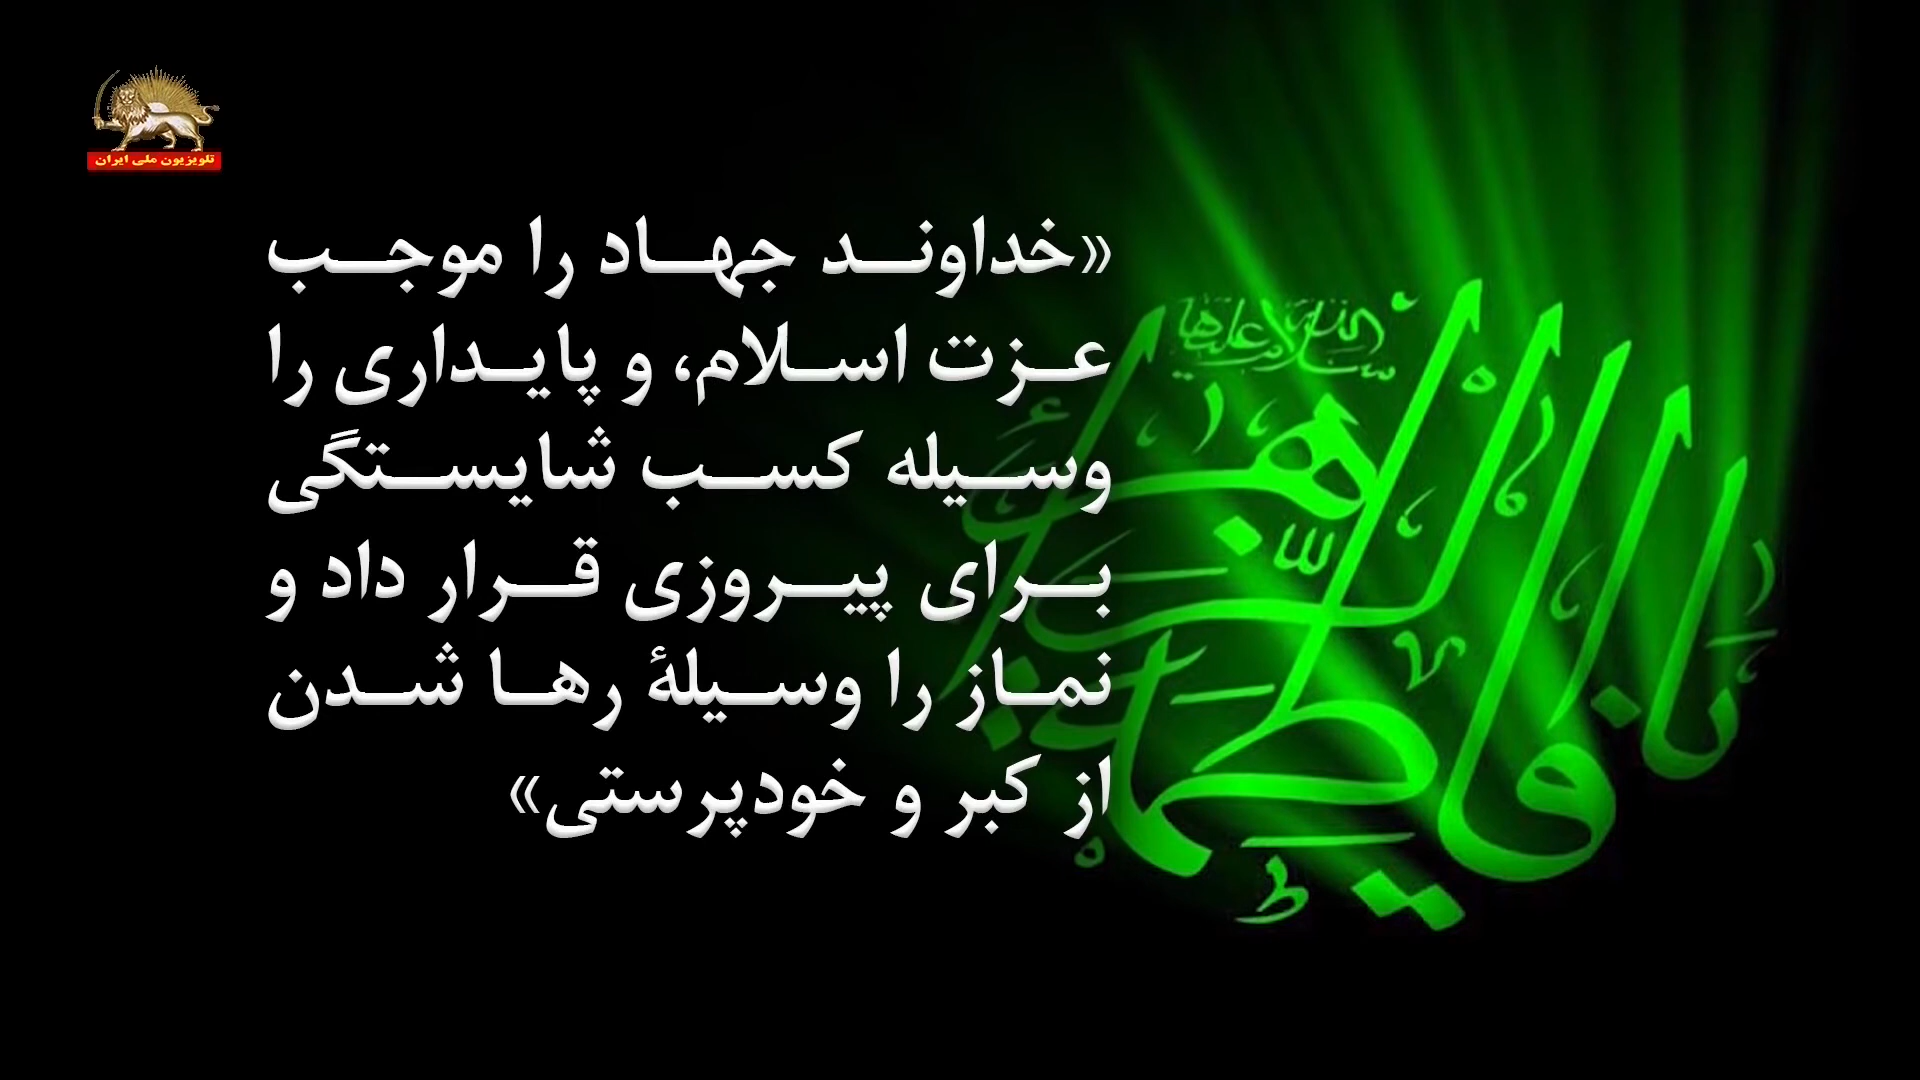 تلویزیون ملی ایران
«خداوند جهاد را موجب
عزت اسلام، و پایداری را
وسیله کسب شایستگی
برای پیروزی قرار داد و
نماز را وسیلهٔ رها شدن
از کبر و خودپرستی»
سلام الله علیها
یا فاطمة الزهراء